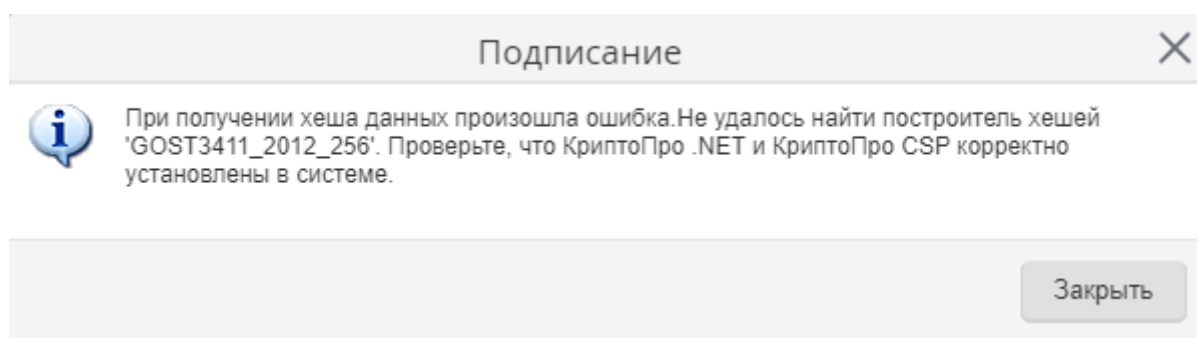 Подписание
При получении хеша данных произошла ошибка.Не удалось найти построитель хешей
'GOST3411_2012_256'. Проверьте, что КриптоПро .NET и КриптоПро CSP корректно
установлены в системе.
Закрыть